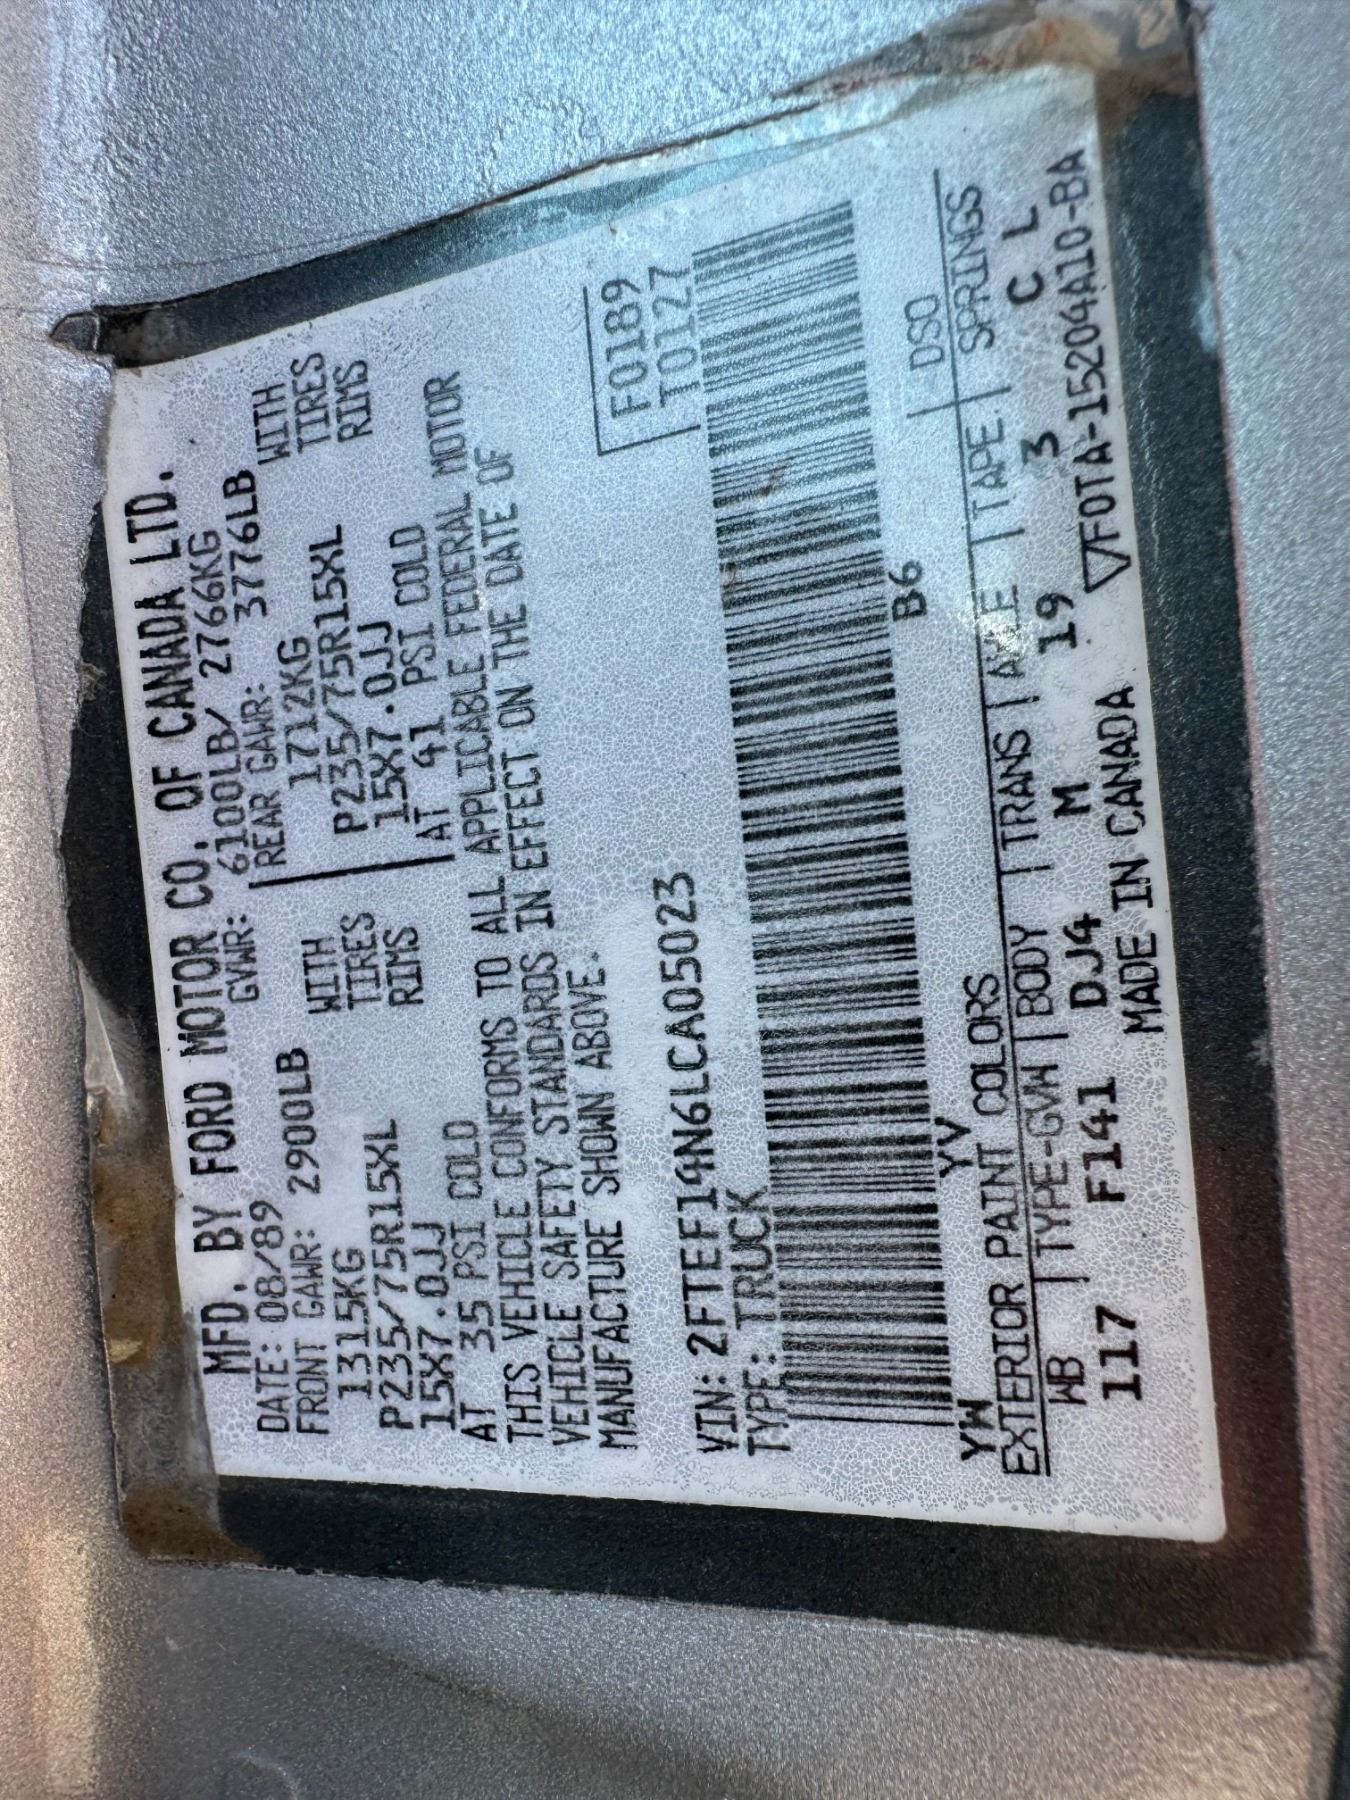 MFD. BY FORD MOTOR CO. OF CANADA LTD.
DATE: 08/89 GVWR: 6100LB/ 2766KG
FRONT GAWR: 2900LB REAR GAWR: 3776LB
1315KG WITH 1712KG WITH
P235/75R15XL TIRES P235/75R15XL TIRES
15X7.0JJ RIMS 15X7.0JJ RIMS
AT 35 PSI COLD AT 41 PSI COLD
THIS VEHICLE CONFORMS TO ALL APPLICABLE FEDERAL MOTOR
VEHICLE SAFETY STANDARDS IN EFFECT ON THE DATE OF
MANUFACTURE SHOWN ABOVE.
F0189
T0127
VIN: 2FTEF14N6LCA05023
TYPE: TRUCK
YW YV B6
EXTERIOR PAINT COLORS DSO
WB | TYPE-GVW | BODY | TRANS | AXLE | TAPE | SPRINGS
117 F141 DJ4 M 19 3 C L
MADE IN CANADA ▽F0TA-15204A10-BA